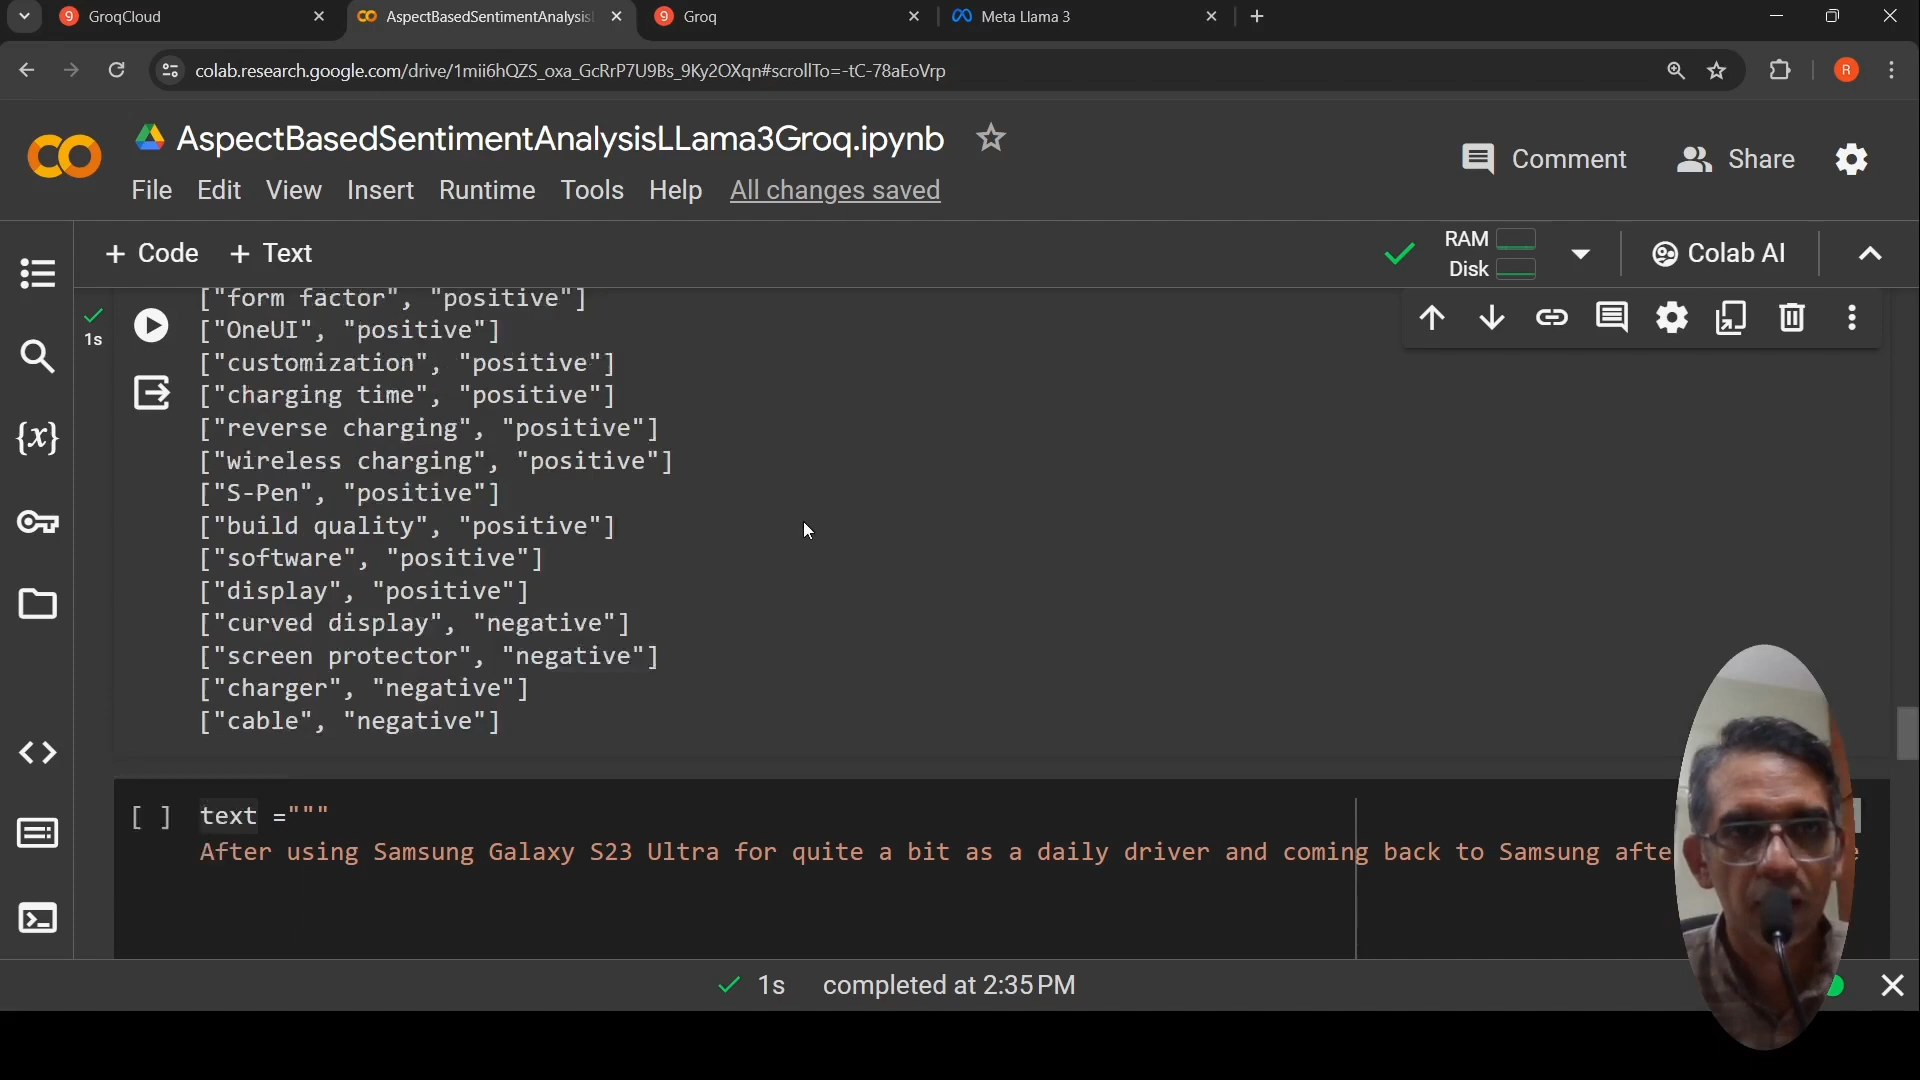 GroqCloud
AspectBasedSentimentAnalysis
Groq
Meta Llama 3
colab.research.google.com/drive/1mii6hQZS_oxa_GcRrP7U9Bs_9Ky2OXqn#scrollTo=-tC-78aEoVrp
R
AspectBasedSentimentAnalysisLLama3Groq.ipynb
File Edit View Insert Runtime Tools Help All changes saved
Comment
Share
+ Code + Text
RAM
Disk
Colab AI
1s
["form factor", "positive"]
["OneUI", "positive"]
["customization", "positive"]
["charging time", "positive"]
["reverse charging", "positive"]
["wireless charging", "positive"]
["S-Pen", "positive"]
["build quality", "positive"]
["software", "positive"]
["display", "positive"]
["curved display", "negative"]
["screen protector", "negative"]
["charger", "negative"]
["cable", "negative"]
[ ] text ="""
After using Samsung Galaxy S23 Ultra for quite a bit as a daily driver and coming back to Samsung afte
1s completed at 2:35 PM